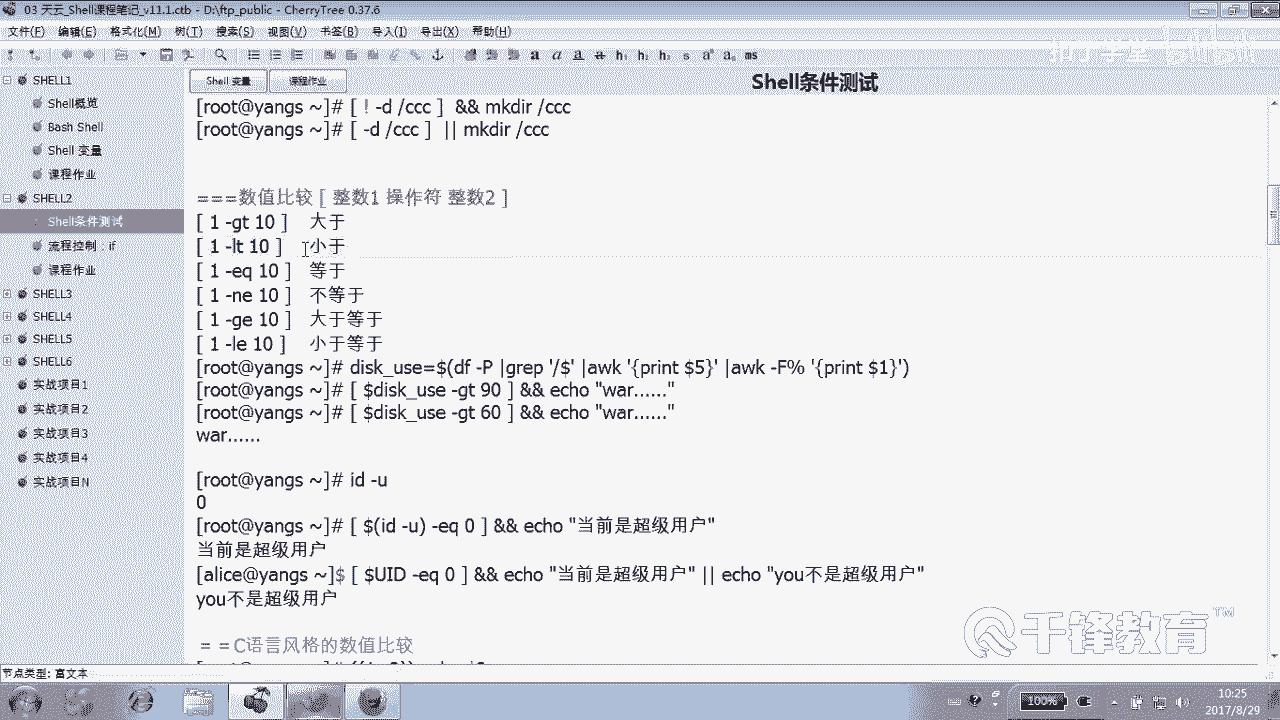 03 天云_Shell课程笔记_v11.1.ctb - D:\ftp_public - CherryTree 0.37.6
文件(F) 编辑(E) 格式化(M) 树(T) 搜索(S) 视图(V) 书签(B) 导入(I) 导出(X) 帮助(H)
SHELL1
Shell概览
Bash Shell
Shell 变量
课程作业
SHELL2
Shell条件测试
流程控制：if
课程作业
SHELL3
SHELL4
SHELL5
SHELL6
实战项目1
实战项目2
实战项目3
实战项目4
实战项目N
Shell 变量 课程作业
Shell条件测试
[root@yangs ~]# [ ! -d /ccc ] && mkdir /ccc
[root@yangs ~]# [ -d /ccc ] || mkdir /ccc
===数值比较 [ 整数1 操作符 整数2 ]
[ 1 -gt 10 ] 大于
[ 1 -lt 10 ] 小于
[ 1 -eq 10 ] 等于
[ 1 -ne 10 ] 不等于
[ 1 -ge 10 ] 大于等于
[ 1 -le 10 ] 小于等于
[root@yangs ~]# disk_use=$(df -P |grep '/$' |awk '{print $5}' |awk -F% '{print $1}')
[root@yangs ~]# [ $disk_use -gt 90 ] && echo "war......"
[root@yangs ~]# [ $disk_use -gt 60 ] && echo "war......"
war......
[root@yangs ~]# id -u
0
[root@yangs ~]# [ $(id -u) -eq 0 ] && echo "当前是超级用户"
当前是超级用户
[alice@yangs ~]$ [ $UID -eq 0 ] && echo "当前是超级用户" || echo "you不是超级用户"
you不是超级用户
==C语言风格的数值比较
千锋教育™
节点类型: 富文本
100%
10:25
2017/8/29